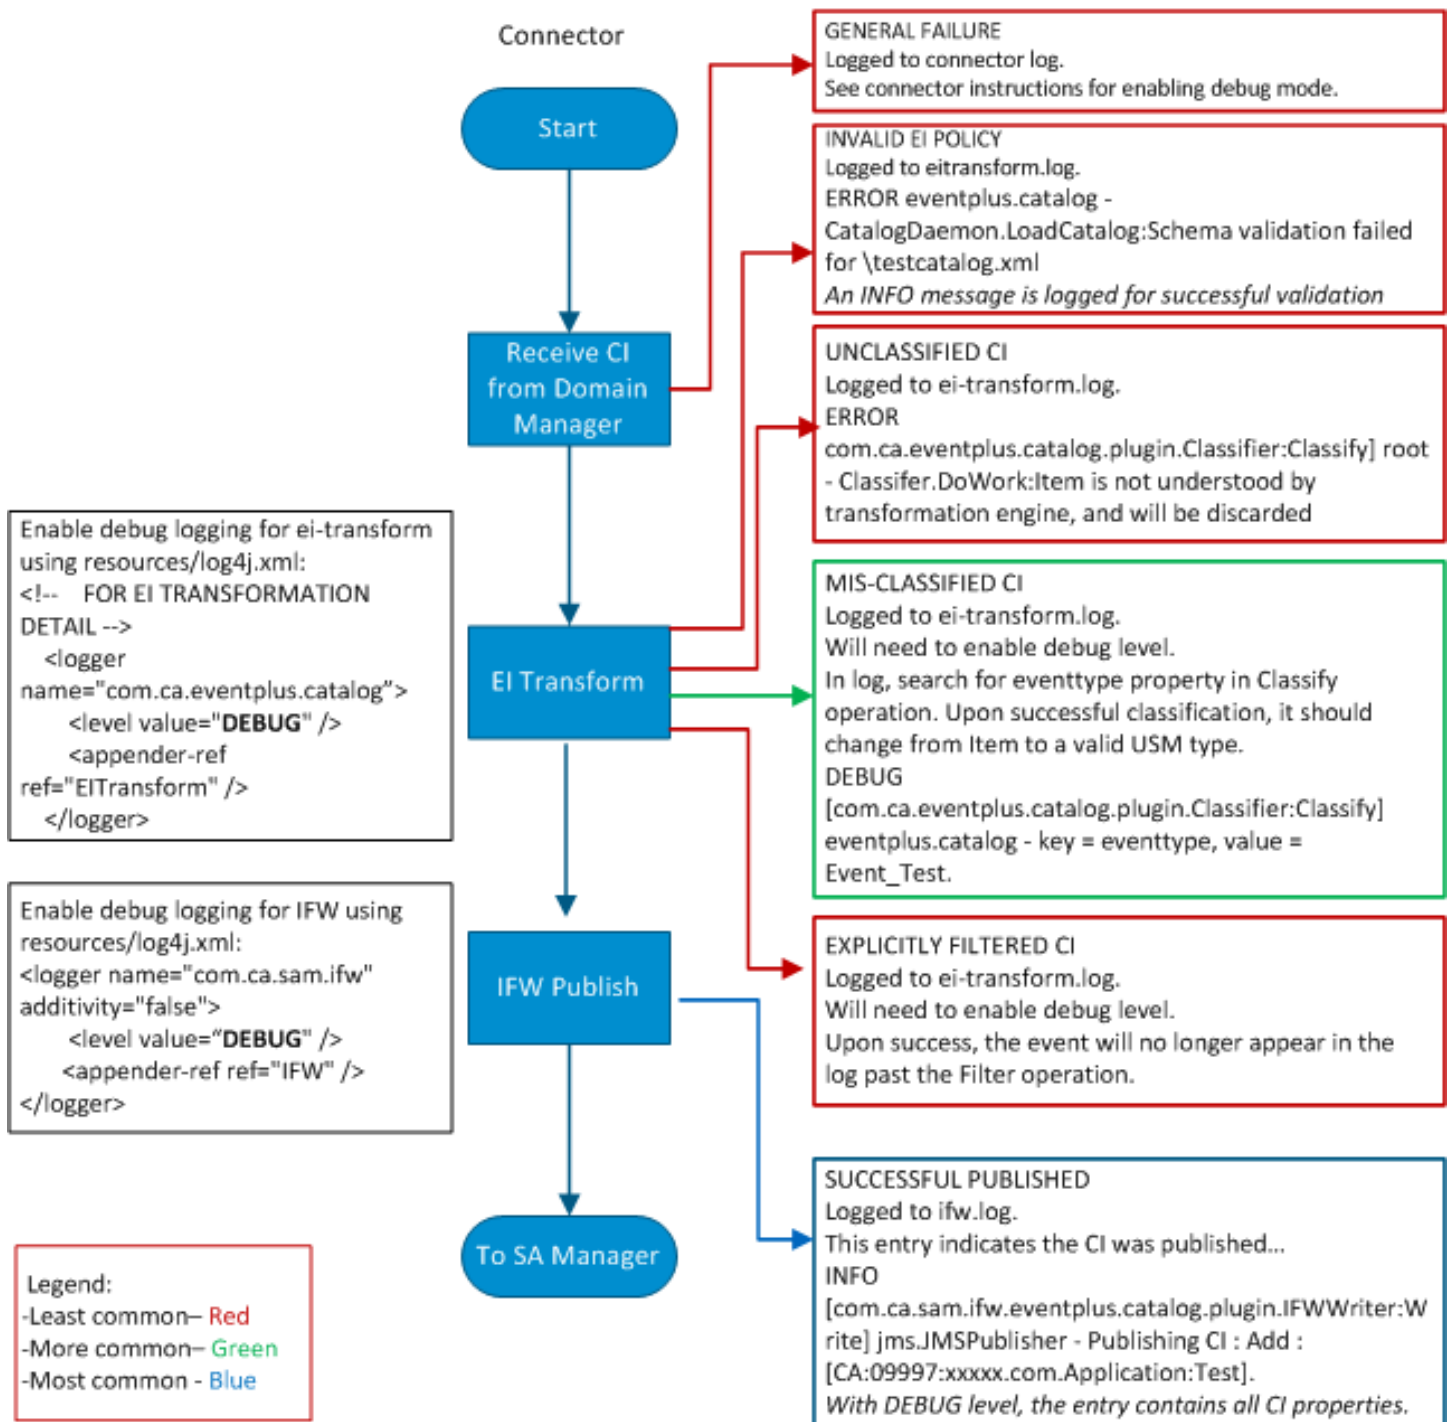 Connector
Start
Receive CI
from Domain
Manager
EI Transform
IFW Publish
To SA Manager
GENERAL FAILURE
Logged to connector log.
See connector instructions for enabling debug mode.
INVALID EI POLICY
Logged to eitransform.log.
ERROR eventplus.catalog -
CatalogDaemon.LoadCatalog:Schema validation failed
for \testcatalog.xml
An INFO message is logged for successful validation
UNCLASSIFIED CI
Logged to ei-transform.log.
ERROR
com.ca.eventplus.catalog.plugin.Classifier:Classify] root
- Classifer.DoWork:Item is not understood by
transformation engine, and will be discarded
MIS-CLASSIFIED CI
Logged to ei-transform.log.
Will need to enable debug level.
In log, search for eventtype property in Classify
operation. Upon successful classification, it should
change from Item to a valid USM type.
DEBUG
[com.ca.eventplus.catalog.plugin.Classifier:Classify]
eventplus.catalog - key = eventtype, value =
Event_Test.
EXPLICITLY FILTERED CI
Logged to ei-transform.log.
Will need to enable debug level.
Upon success, the event will no longer appear in the
log past the Filter operation.
SUCCESSFUL PUBLISHED
Logged to ifw.log.
This entry indicates the CI was published...
INFO
[com.ca.sam.ifw.eventplus.catalog.plugin.IFWWriter:W
rite] jms.JMSPublisher - Publishing CI : Add :
[CA:09997:xxxxx.com.Application:Test].
With DEBUG level, the entry contains all CI properties.
Enable debug logging for ei-transform
using resources/log4j.xml:
<!-- FOR EI TRANSFORMATION
DETAIL -->
<logger
name="com.ca.eventplus.catalog”>
<level value="DEBUG" />
<appender-ref
ref="EITransform" />
</logger>
Enable debug logging for IFW using
resources/log4j.xml:
<logger name="com.ca.sam.ifw"
additivity="false">
<level value=“DEBUG" />
<appender-ref ref="IFW" />
</logger>
Legend:
-Least common– Red
-More common– Green
-Most common - Blue